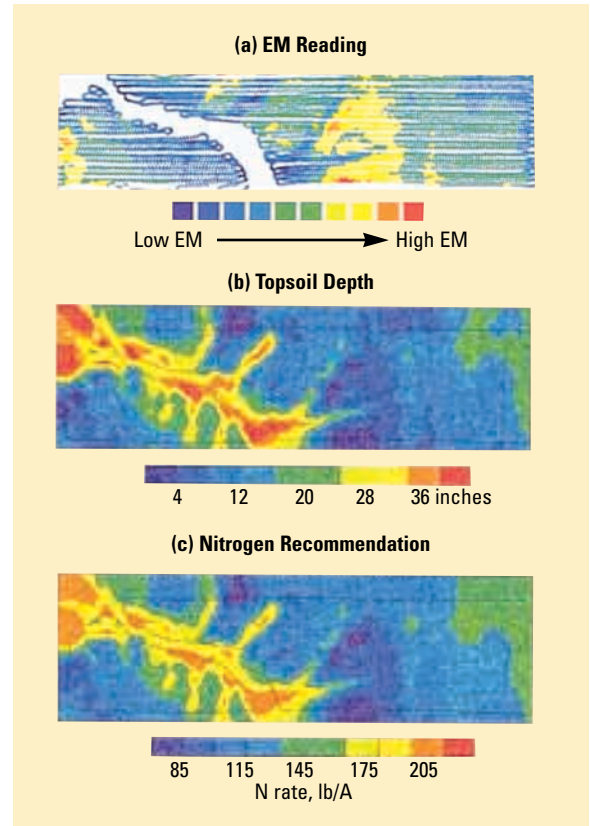 (a) EM Reading
Low EM High EM
(b) Topsoil Depth
4 12 20 28 36 inches
(c) Nitrogen Recommendation
85 115 145 175 205
N rate, lb/A